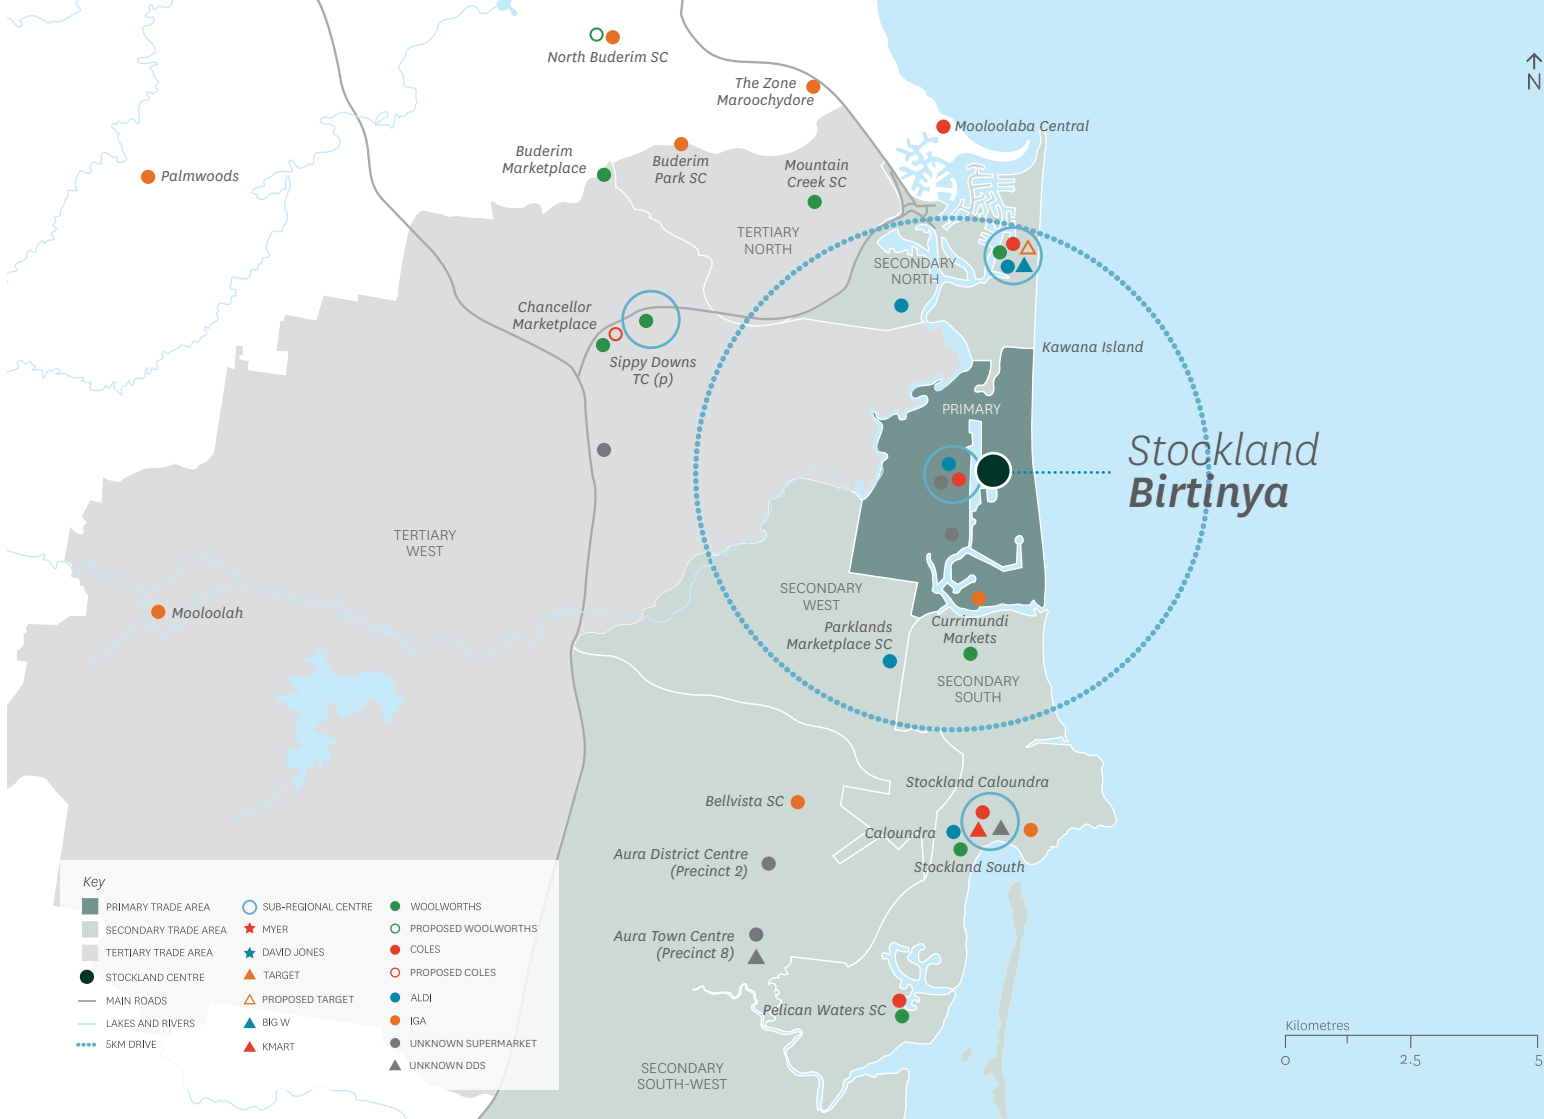 North Buderim SC
The Zone
Maroochydore
N
Mooloolaba Central
Buderim
Marketplace
Buderim
Park SC
Mountain
Creek SC
Palmwoods
TERTIARY
NORTH
SECONDARY
NORTH
Chancellor
Marketplace
Sippy Downs
TC (p)
Kawana Island
PRIMARY
Stockland
Birtinya
TERTIARY
WEST
SECONDARY
WEST
Mooloolah
Parklands
Marketplace SC
Currimundi
Markets
SECONDARY
SOUTH
Stockland Caloundra
Bellvista SC
Caloundra
Stockland South
Aura District Centre
(Precinct 2)
Aura Town Centre
(Precinct 8)
Pelican Waters SC
SECONDARY
SOUTH-WEST
Key
PRIMARY TRADE AREA
SECONDARY TRADE AREA
TERTIARY TRADE AREA
STOCKLAND CENTRE
MAIN ROADS
LAKES AND RIVERS
5KM DRIVE
SUB-REGIONAL CENTRE
MYER
DAVID JONES
TARGET
PROPOSED TARGET
BIG W
KMART
WOOLWORTHS
PROPOSED WOOLWORTHS
COLES
PROPOSED COLES
ALDI
IGA
UNKNOWN SUPERMARKET
UNKNOWN DDS
Kilometres
0 2.5 5